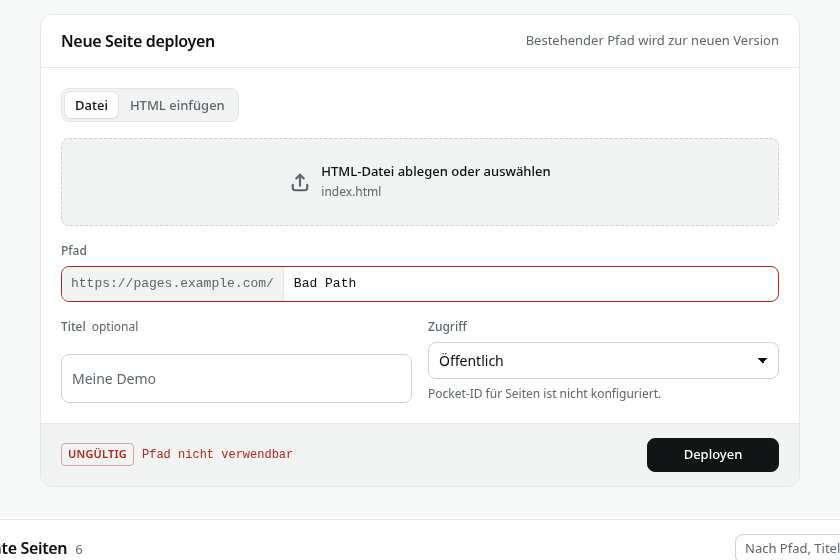 Neue Seite deployen
Bestehender Pfad wird zur neuen Version
Datei
HTML einfügen
HTML-Datei ablegen oder auswählen
index.html
Pfad
https://pages.example.com/ Bad Path
Titel optional
Zugriff
Meine Demo
Öffentlich
Pocket-ID für Seiten ist nicht konfiguriert.
UNGÜLTIG Pfad nicht verwendbar
Deployen
Seiten 6
Nach Pfad, Titel